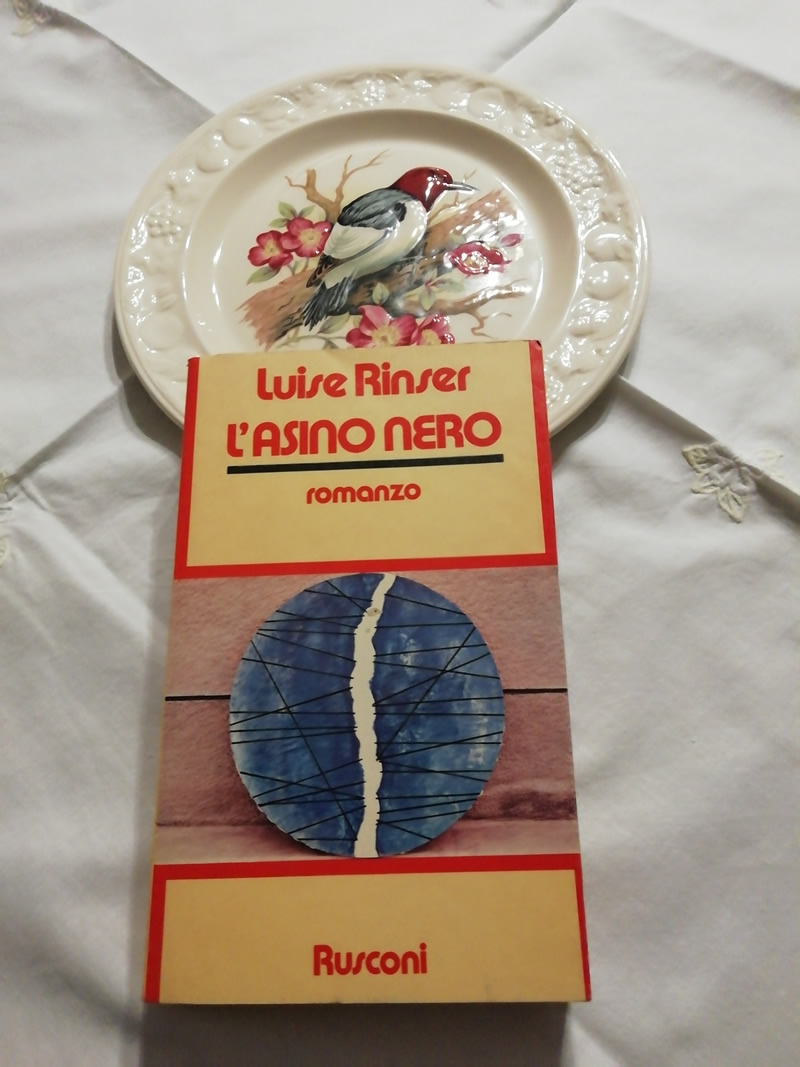 Luise Rinser
L'ASINO NERO
romanzo
Rusconi